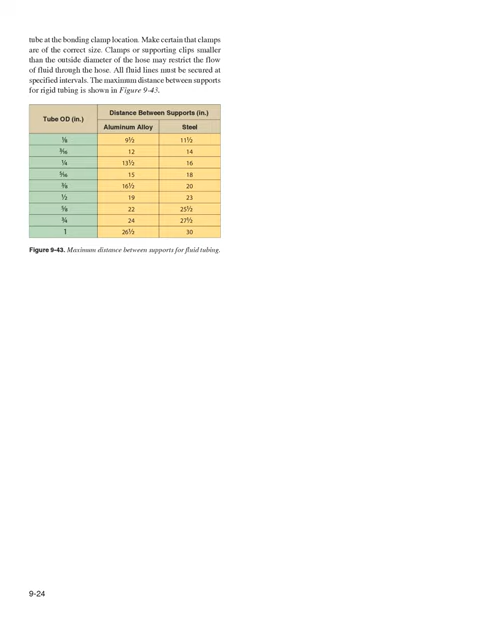 tube at the bonding clamp location. Make certain that clamps
are of the correct size. Clamps or supporting clips smaller
than the outside diameter of the hose may restrict the flow
of fluid through the hose. All fluid lines must be secured at
specified intervals. The maximum distance between supports
for rigid tubing is shown in Figure 9-43.
Tube OD (in.) Distance Between Supports (in.)
Aluminum Alloy Steel
⅛ 9½ 11½
3⁄16 12 14
¼ 13½ 16
5⁄16 15 18
⅜ 16½ 20
½ 19 23
⅝ 22 25½
¾ 24 27½
1 26½ 30
Figure 9-43. Maximum distance between supports for fluid tubing.
9-24